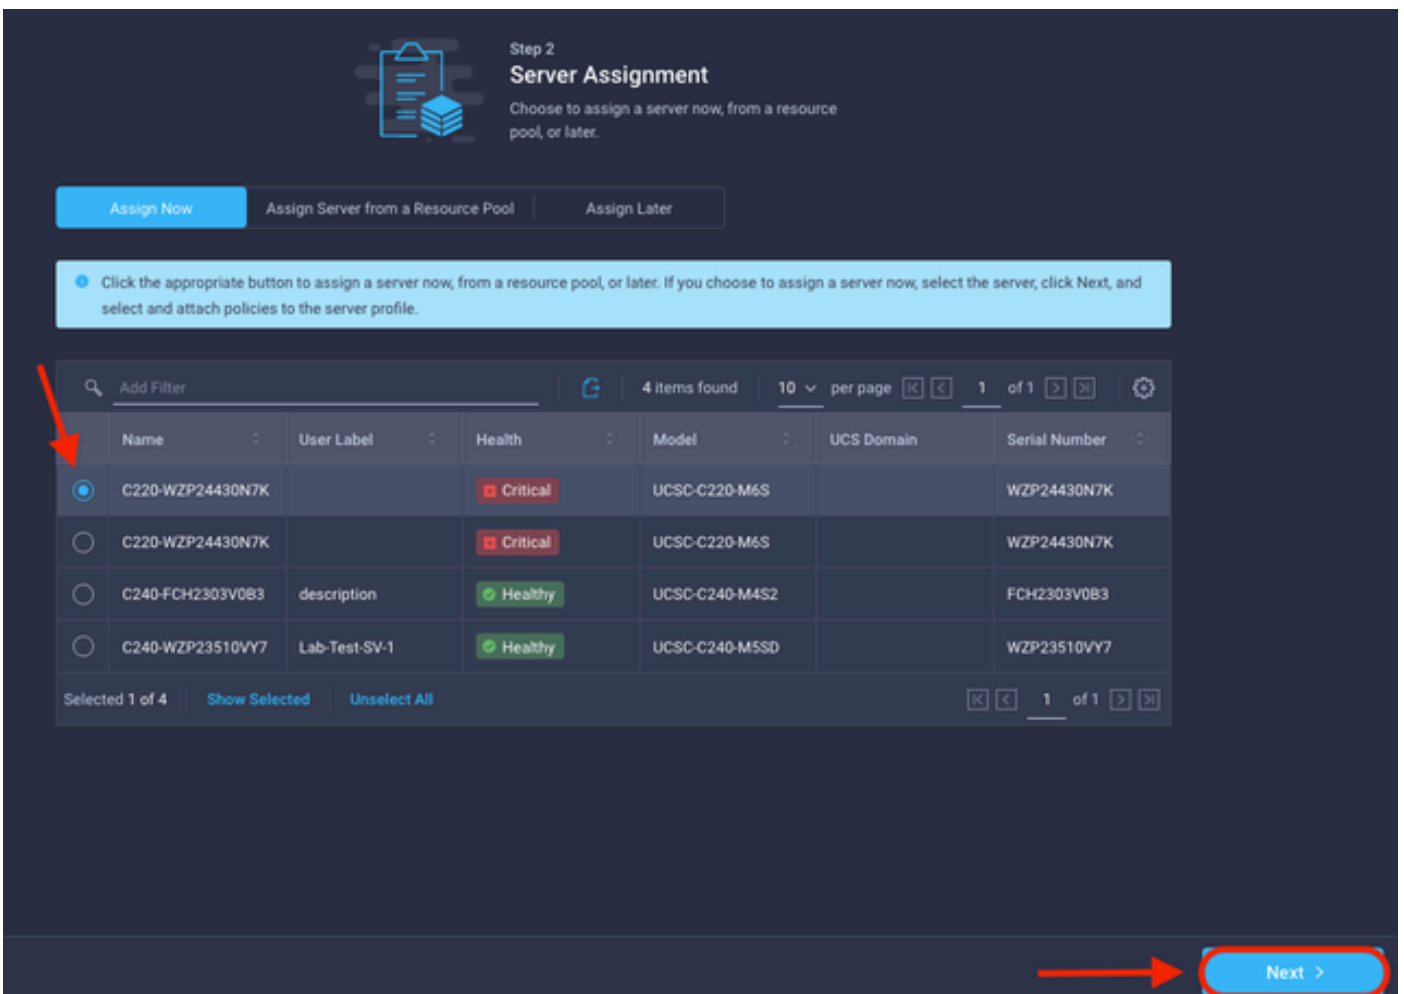 Step 2
Server Assignment
Choose to assign a server now, from a resource
pool, or later.
Assign Now
Assign Server from a Resource Pool
Assign Later
Click the appropriate button to assign a server now, from a resource pool, or later. If you choose to assign a server now, select the server, click Next, and
select and attach policies to the server profile.
Add Filter
4 items found
10 per page
1 of 1
Name User Label Health Model UCS Domain Serial Number
C220-WZP24430N7K Critical UCSC-C220-M6S WZP24430N7K
C220-WZP24430N7K Critical UCSC-C220-M6S WZP24430N7K
C240-FCH2303V0B3 description Healthy UCSC-C240-M4S2 FCH2303V0B3
C240-WZP23510VY7 Lab-Test-SV-1 Healthy UCSC-C240-M5SD WZP23510VY7
Selected 1 of 4 Show Selected Unselect All 1 of 1
Next